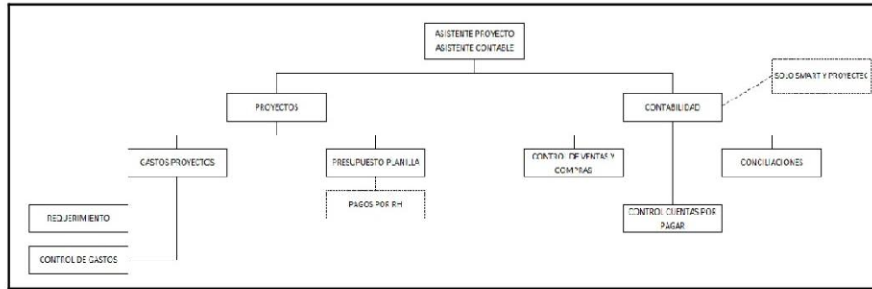 ASISTENTE PROYECTO
ASISTENTE CONTABLE
SOLO SMART Y PROYECTEC
PROYECTOS
CONTABILIDAD
GASTOS PROYECTOS
PRESUPUESTO PLANILLA
CONTROL DE VENTAS Y
COMPRAS
CONCILIACIONES
PAGOS POR RH
REQUERIMIENTO
CONTROL CUENTAS POR
PAGAR
CONTROL DE GASTOS